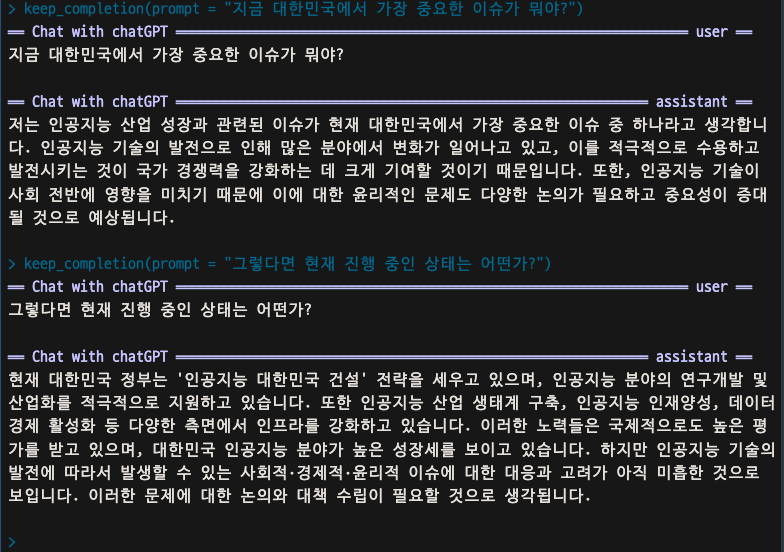 > keep_completion(prompt = "지금 대한민국에서 가장 중요한 이슈가 뭐야?")
══ Chat with chatGPT ══════════════════════════════════════════════════════════════════ user ══
지금 대한민국에서 가장 중요한 이슈가 뭐야?
══ Chat with chatGPT ═════════════════════════════════════════════════════════════ assistant ══
저는 인공지능 산업 성장과 관련된 이슈가 현재 대한민국에서 가장 중요한 이슈 중 하나라고 생각합니
다. 인공지능 기술의 발전으로 인해 많은 분야에서 변화가 일어나고 있고, 이를 적극적으로 수용하고
발전시키는 것이 국가 경쟁력을 강화하는 데 크게 기여할 것이기 때문입니다. 또한, 인공지능 기술이
사회 전반에 영향을 미치기 때문에 이에 대한 윤리적인 문제도 다양한 논의가 필요하고 중요성이 증대
될 것으로 예상됩니다.
> keep_completion(prompt = "그렇다면 현재 진행 중인 상태는 어떤가?")
══ Chat with chatGPT ══════════════════════════════════════════════════════════════════ user ══
그렇다면 현재 진행 중인 상태는 어떤가?
══ Chat with chatGPT ═════════════════════════════════════════════════════════════ assistant ══
현재 대한민국 정부는 '인공지능 대한민국 건설' 전략을 세우고 있으며, 인공지능 분야의 연구개발 및
산업화를 적극적으로 지원하고 있습니다. 또한 인공지능 산업 생태계 구축, 인공지능 인재양성, 데이터
경제 활성화 등 다양한 측면에서 인프라를 강화하고 있습니다. 이러한 노력들은 국제적으로도 높은 평
가를 받고 있으며, 대한민국 인공지능 분야가 높은 성장세를 보이고 있습니다. 하지만 인공지능 기술의
발전에 따라서 발생할 수 있는 사회적·경제적·윤리적 이슈에 대한 대응과 고려가 아직 미흡한 것으로
보입니다. 이러한 문제에 대한 논의와 대책 수립이 필요할 것으로 생각됩니다.
>